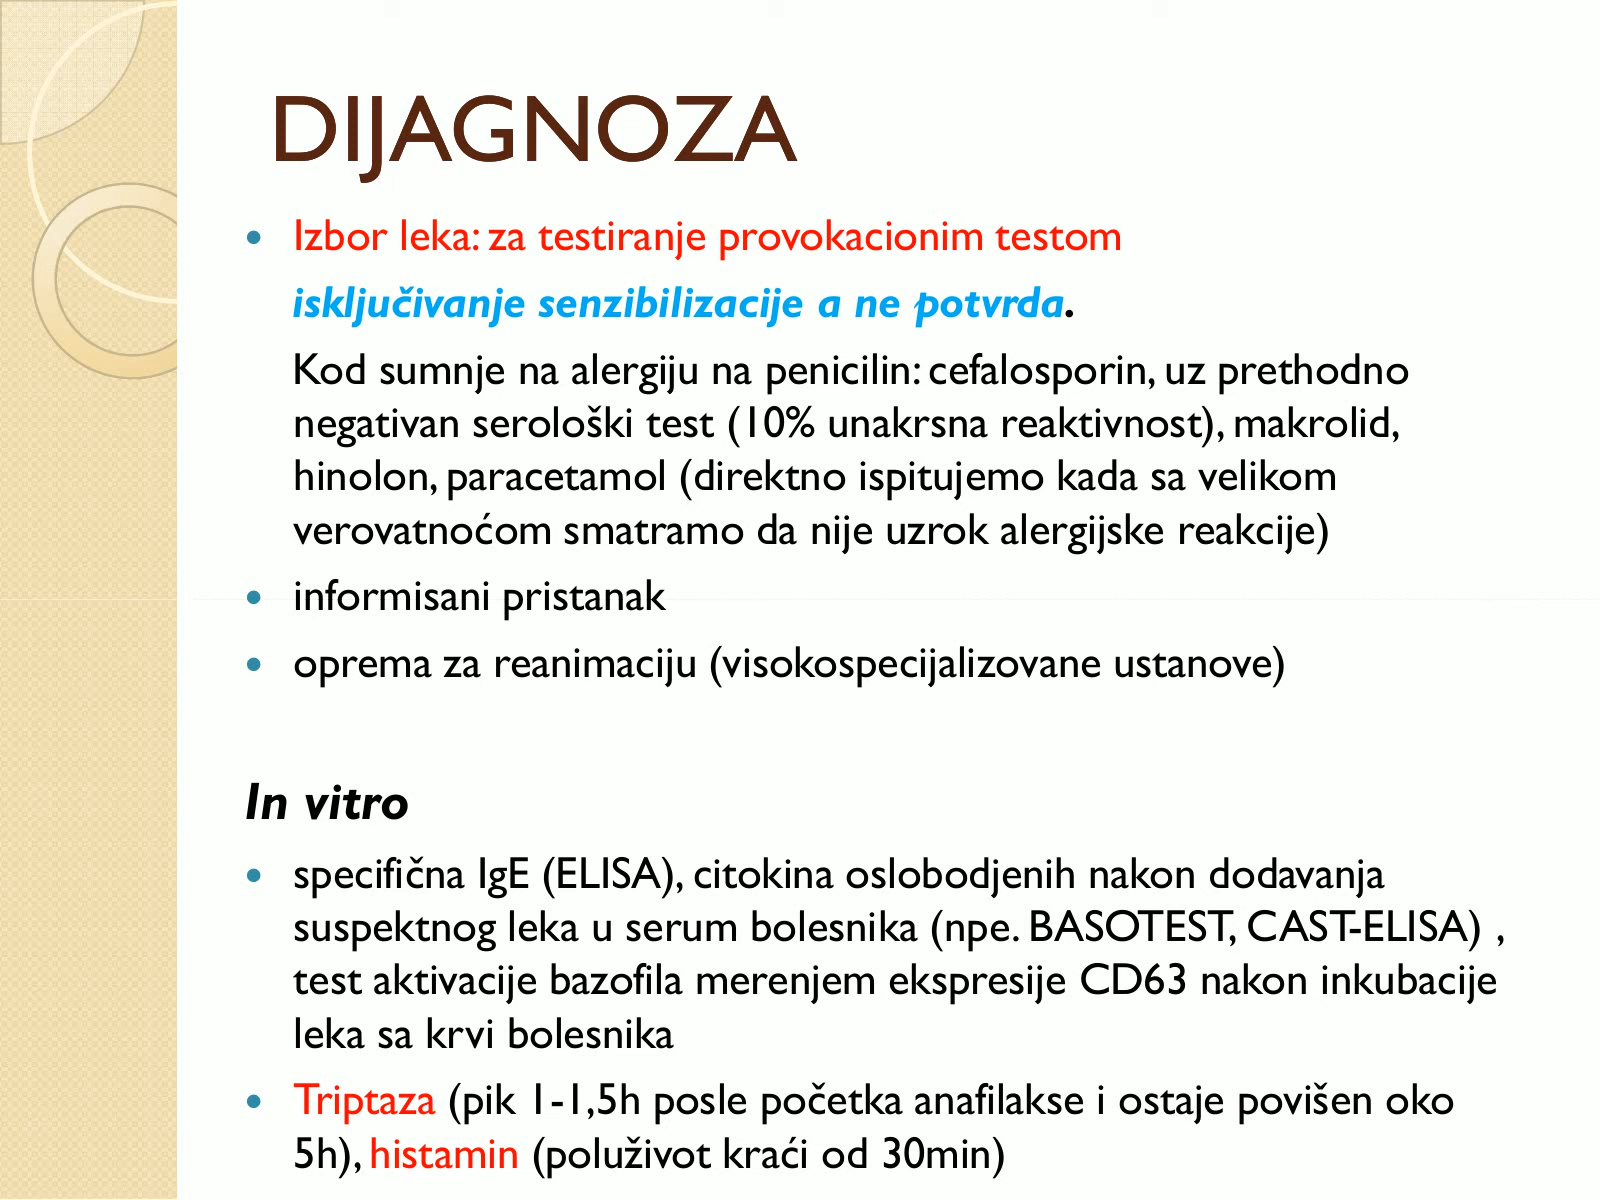 DIJAGNOZA
• Izbor leka: za testiranje provokacionim testom
isključivanje senzibilizacije a ne potvrda.
Kod sumnje na alergiju na penicilin: cefalosporin, uz prethodno
negativan serološki test (10% unakrsna reaktivnost), makrolid,
hinolon, paracetamol (direktno ispitujemo kada sa velikom
verovatnoćom smatramo da nije uzrok alergijske reakcije)
• informisani pristanak
• oprema za reanimaciju (visokospecijalizovane ustanove)
In vitro
• specifična IgE (ELISA), citokina oslobodjenih nakon dodavanja
suspektnog leka u serum bolesnika (npe. BASOTEST, CAST-ELISA) ,
test aktivacije bazofila merenjem ekspresije CD63 nakon inkubacije
leka sa krvi bolesnika
• Triptaza (pik 1-1,5h posle početka anafilakse i ostaje povišen oko
5h), histamin (poluživot kraći od 30min)